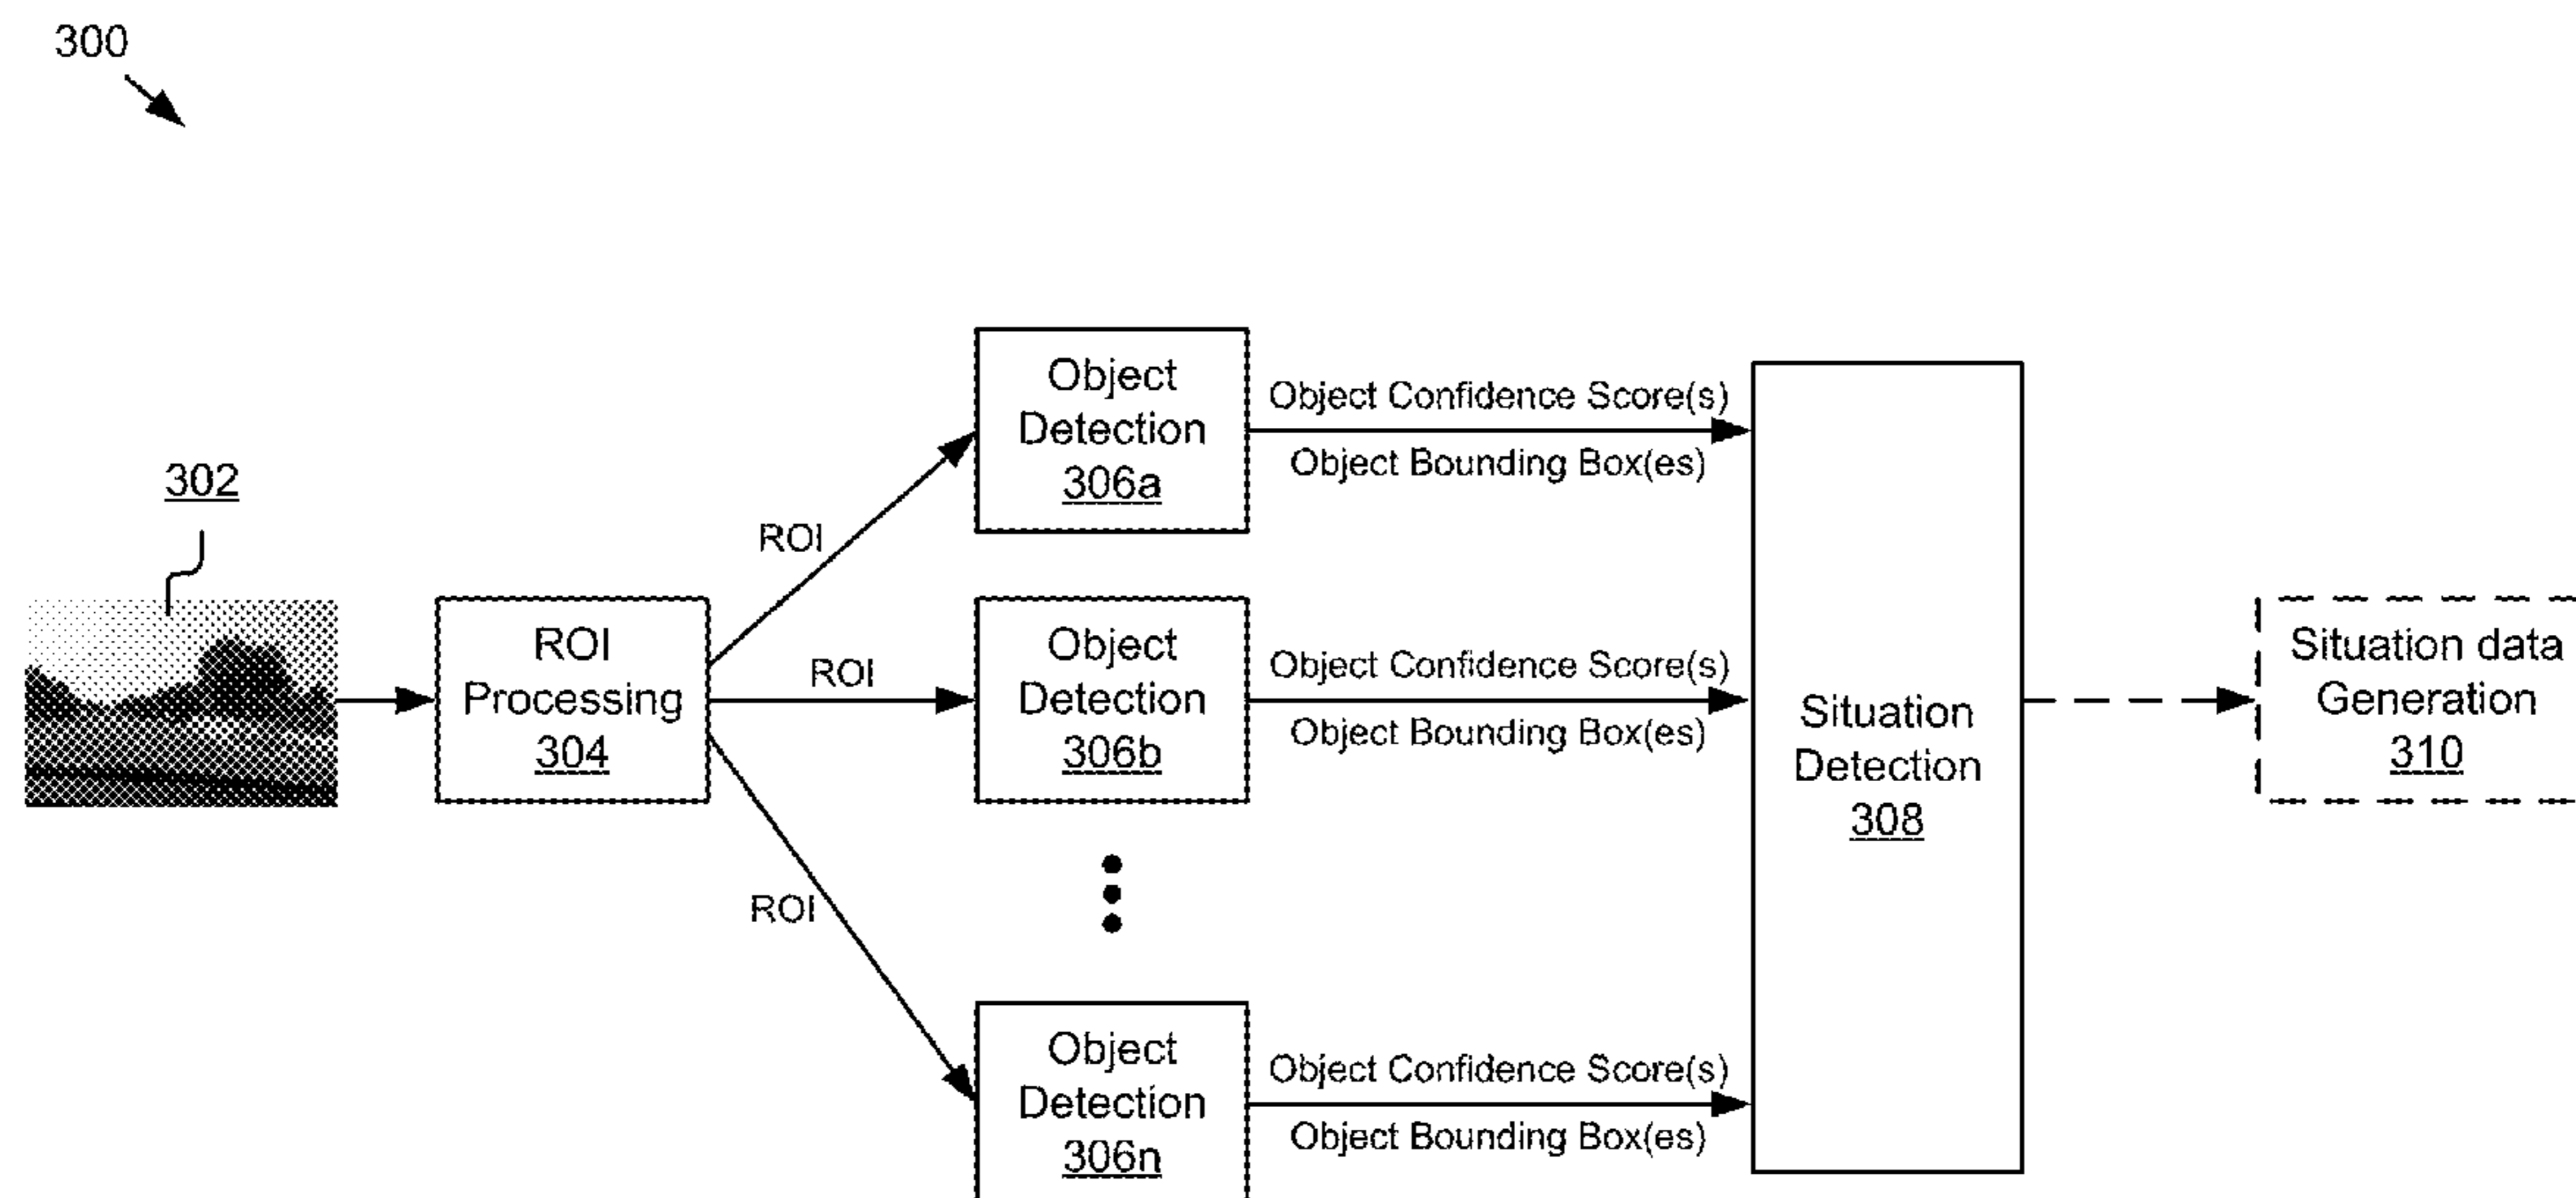 300
302
ROI
Processing
304
ROI
ROI
ROI
Object
Detection
306a
Object Confidence Score(s)
Object Bounding Box(es)
Object
Detection
306b
Object Confidence Score(s)
Object Bounding Box(es)
Object
Detection
306n
Object Confidence Score(s)
Object Bounding Box(es)
Situation
Detection
308
Situation data
Generation
310